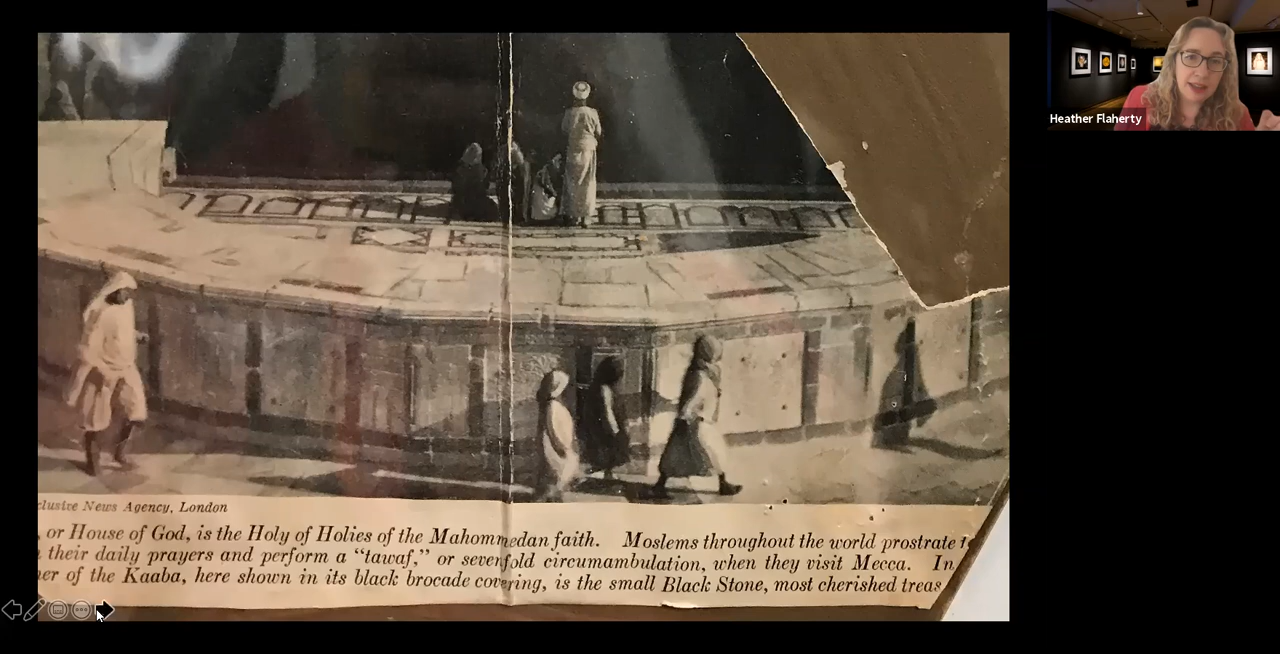 Heather Flaherty
clusive News Agency, London
, or House of God, is the Holy of Holies of the Mahommedan faith. Moslems throughout the world prostrate
their daily prayers and perform a "tawaf," or sevenfold circumambulation, when they visit Mecca. In
ner of the Kaaba, here shown in its black brocade covering, is the small Black Stone, most cherished treas